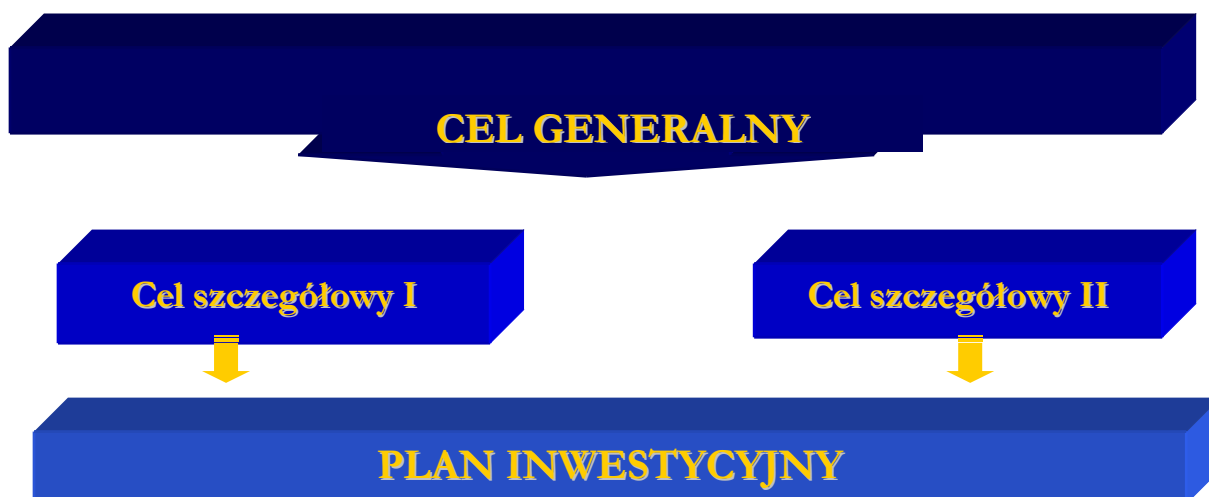 CEL GENERALNY
Cel szczegółowy I
Cel szczegółowy II
PLAN INWESTYCYJNY